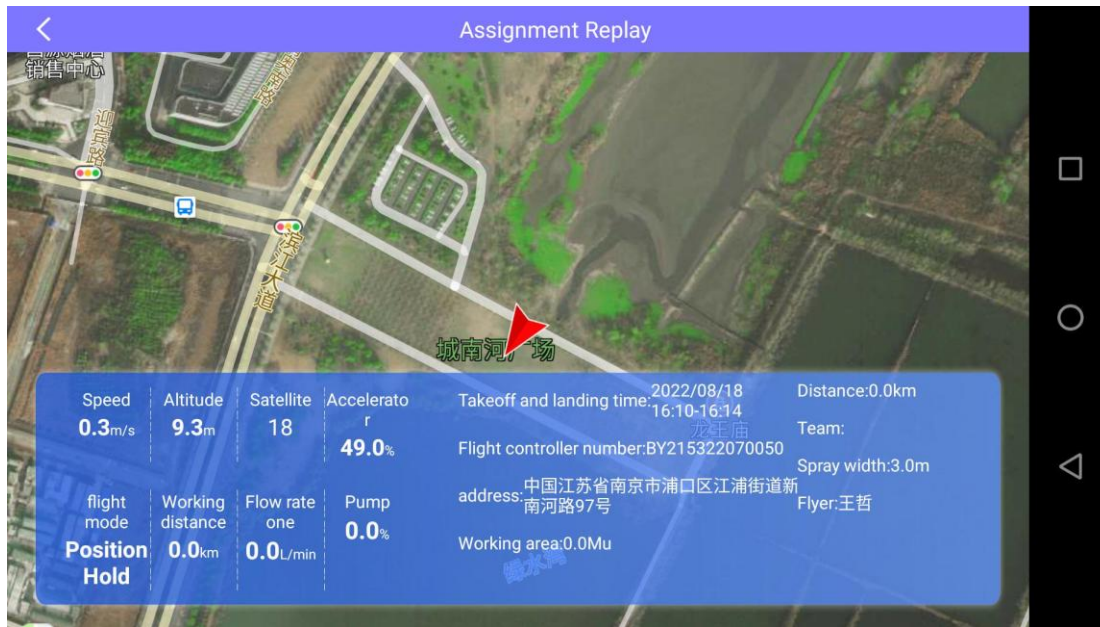 Assignment Replay
销售中心
迎宾路
滨江大道
城南河广场
Speed
0.3m/s
Altitude
9.3m
Satellite
18
Accelerato
r
49.0%
flight
mode
Position
Hold
Working
distance
0.0km
Flow rate
one
0.0L/min
Pump
0.0%
Takeoff and landing time:2022/08/18
16:10-16:14
龙王庙
Flight controller number:BY215322070050
address:中国江苏省南京市浦口区江浦街道新
南河路97号
Working area:0.0Mu
Distance:0.0km
Team:
Spray width:3.0m
Flyer:王哲